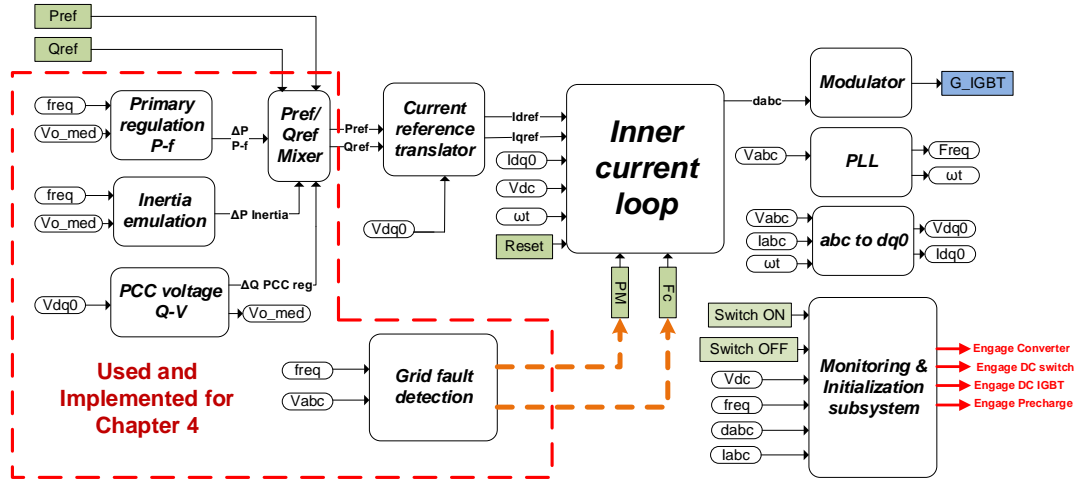 Pref
Qref
freq
Vo_med
Primary
regulation
P-f
ΔP
P-f
Pref/
Qref
Mixer
Pref
Qref
Current
reference
translator
Vdq0
freq
Vo_med
Inertia
emulation
ΔP Inertia
Vdq0
PCC voltage
Q-V
ΔQ PCC reg
Vo_med
Used and
Implemented for
Chapter 4
freq
Vabc
Grid fault
detection
Idref
Iqref
Idq0
Vdc
ωt
Reset
Inner
current
loop
PM
Fc
dabc
Modulator
G_IGBT
Vabc
PLL
Freq
ωt
Vabc
Iabc
ωt
abc to dq0
Vdq0
Idq0
Switch ON
Switch OFF
Vdc
freq
dabc
Iabc
Monitoring &
Initialization
subsystem
Engage Converter
Engage DC switch
Engage DC IGBT
Engage Precharge